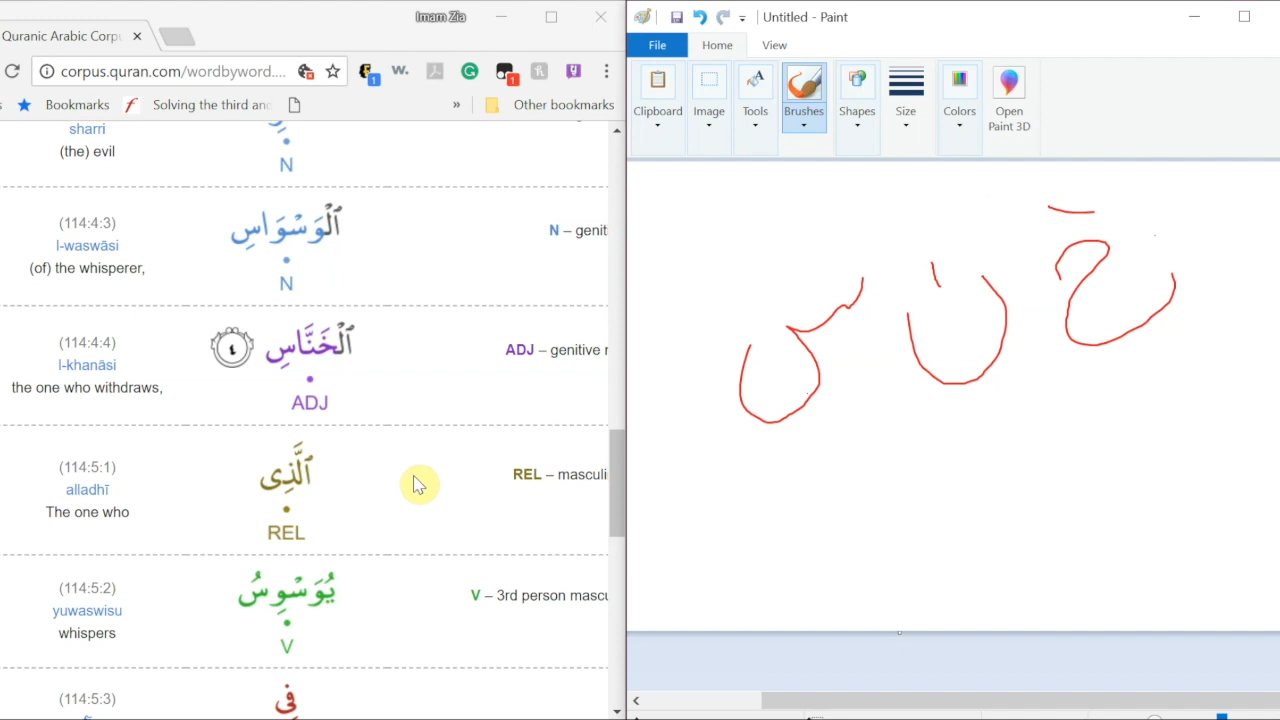 Imam Zia
Untitled - Paint
Quranic Arabic Corpu
File Home View
corpus.quran.com/wordbyword....
Bookmarks Solving the third and » Other bookmarks
Clipboard Image Tools Brushes Shapes Size Colors Open Paint 3D
sharri
(the) evil
N
(114:4:3)
l-waswāsi
(of) the whisperer,
ٱلْوَسْوَاسِ
N
N – genit
(114:4:4)
l-khanāsi
the one who withdraws,
ٱلْخَنَّاسِ ٤
ADJ
ADJ – genitive
(114:5:1)
alladhī
The one who
ٱلَّذِى
REL
REL – masculi
(114:5:2)
yuwaswisu
whispers
يُوَسْوِسُ
V
V – 3rd person mascu
(114:5:3)
فِى
خ ن س